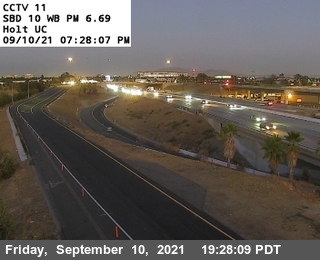 CCTV 11
SBD 10 WB PM 6.69
Holt UC
09/10/21 07:28:07 PM
Friday, September 10, 2021 19:28:09 PDT